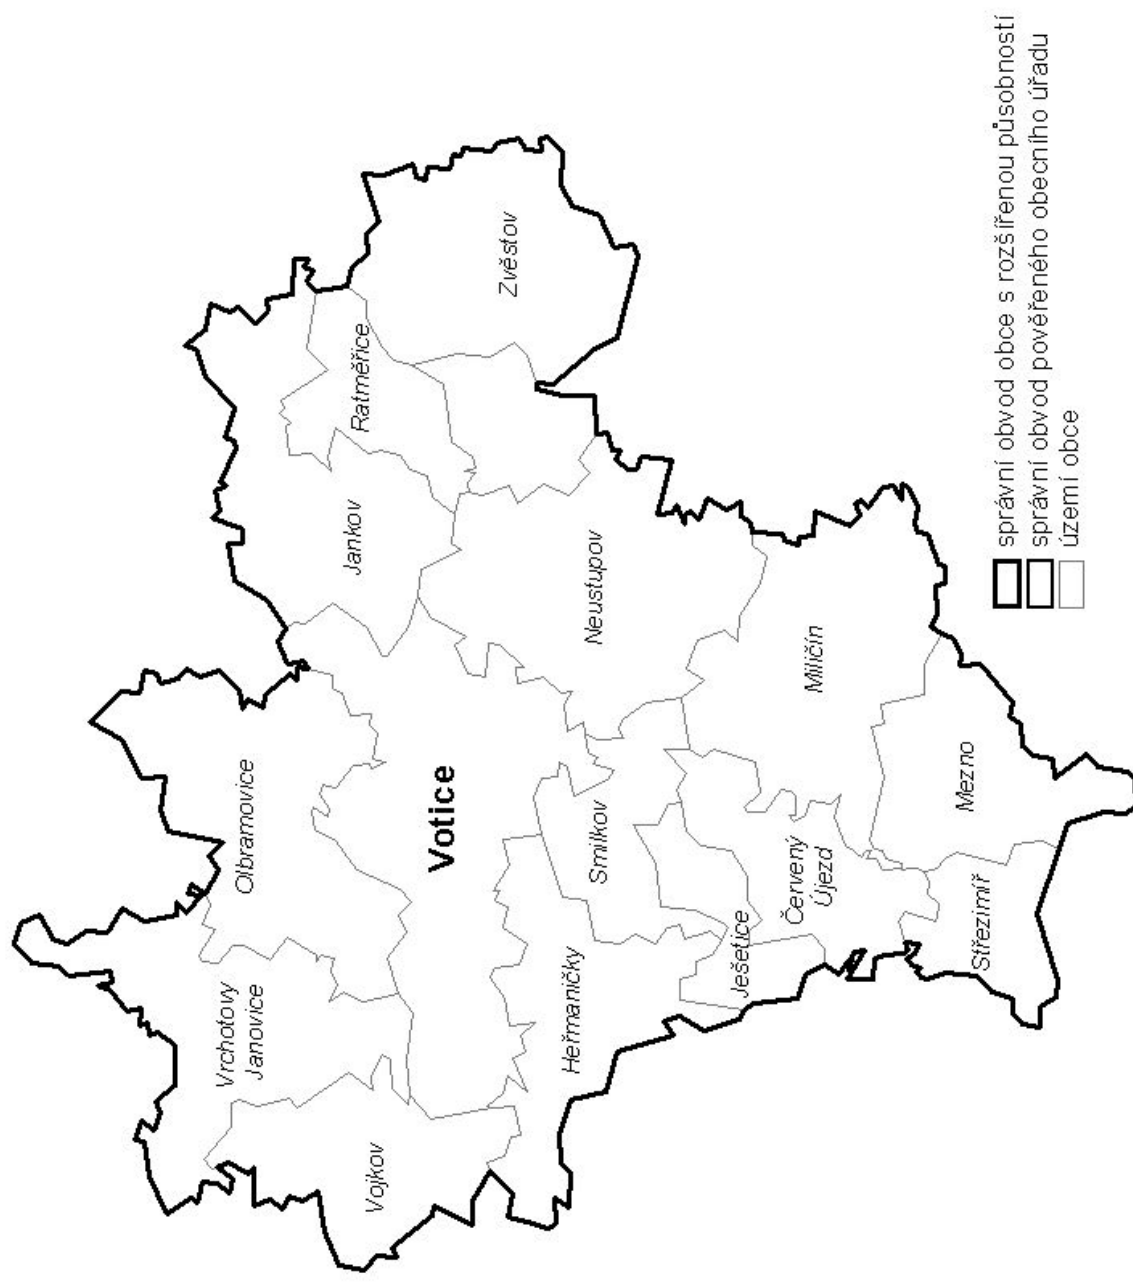 Vrchotovy
Janovice
Olbramovice
Vojkov
Votice
Jankov
Ratměřice
Zvěstov
Heřmaničky
Smilkov
Neustupov
Ješetice
Červený
Újezd
Miličín
Střezimíř
Mezno
správní obvod obce s rozšířenou působností
správní obvod pověřeného obecního úřadu
území obce